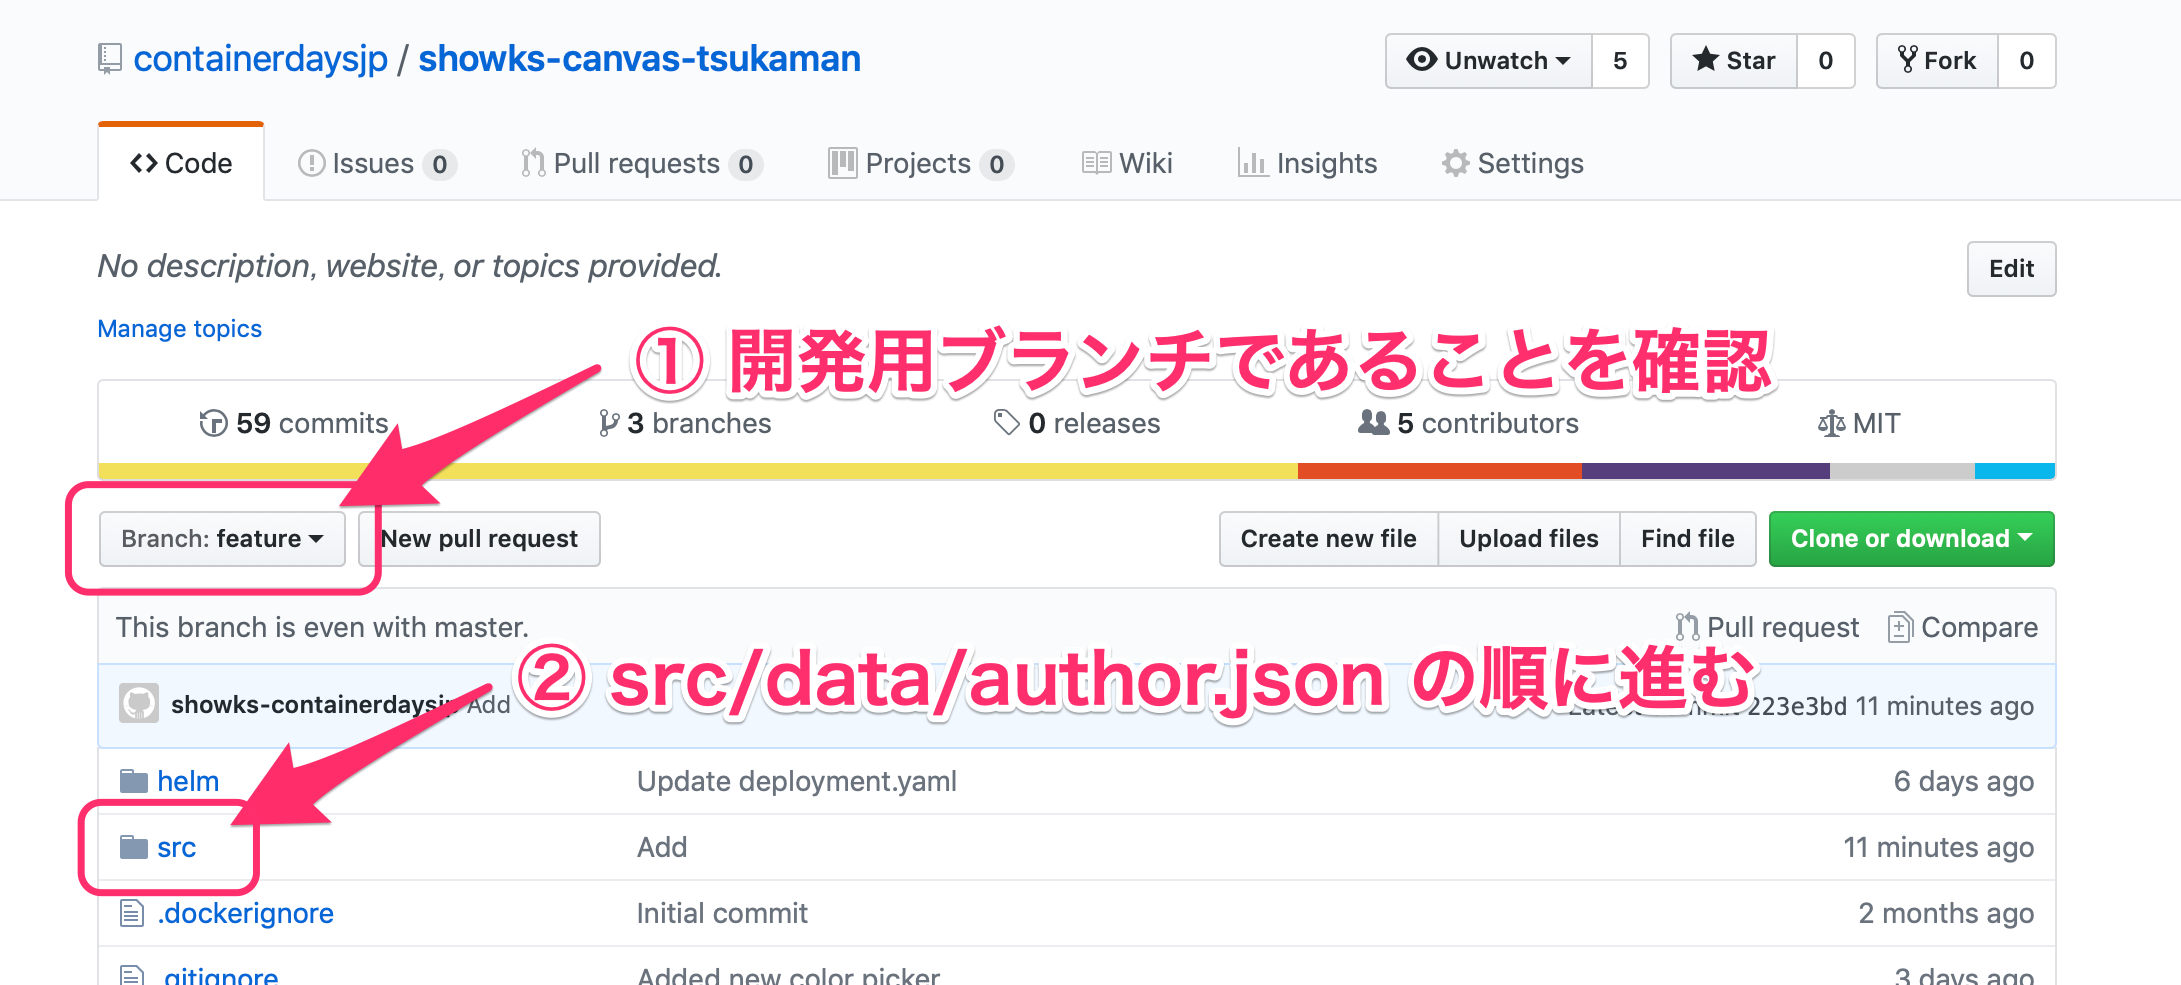 containerdaysjp / showks-canvas-tsukaman
Unwatch 5 Star 0 Fork 0
Code Issues 0 Pull requests 0 Projects 0 Wiki Insights Settings
No description, website, or topics provided.
Edit
Manage topics
① 開発用ブランチであることを確認
59 commits 3 branches 0 releases 5 contributors MIT
Branch: feature New pull request Create new file Upload files Find file Clone or download
This branch is even with master. Pull request Compare
② src/data/author.json の順に進む
showks-containerdaysjp Add 223e3bd 11 minutes ago
helm Update deployment.yaml 6 days ago
src Add 11 minutes ago
.dockerignore Initial commit 2 months ago
.gitignore Added new color picker 3 days ago